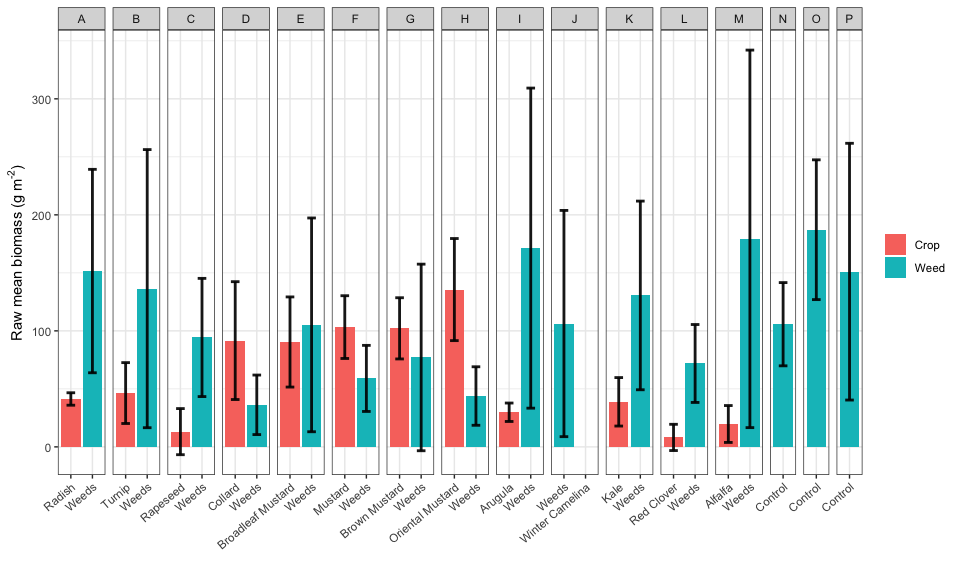 A B C D E F G H I J K L M N O P
Raw mean biomass (g m-2)
300
200
100
0
Crop
Weed
Radish Weeds Turnip Weeds Rapeseed Weeds Collard Weeds Broadleaf Mustard Weeds Mustard Weeds Brown Mustard Weeds Oriental Mustard Weeds Arugula Weeds Weeds Winter Camelina Kale Weeds Red Clover Weeds Alfalfa Weeds Control Control Control